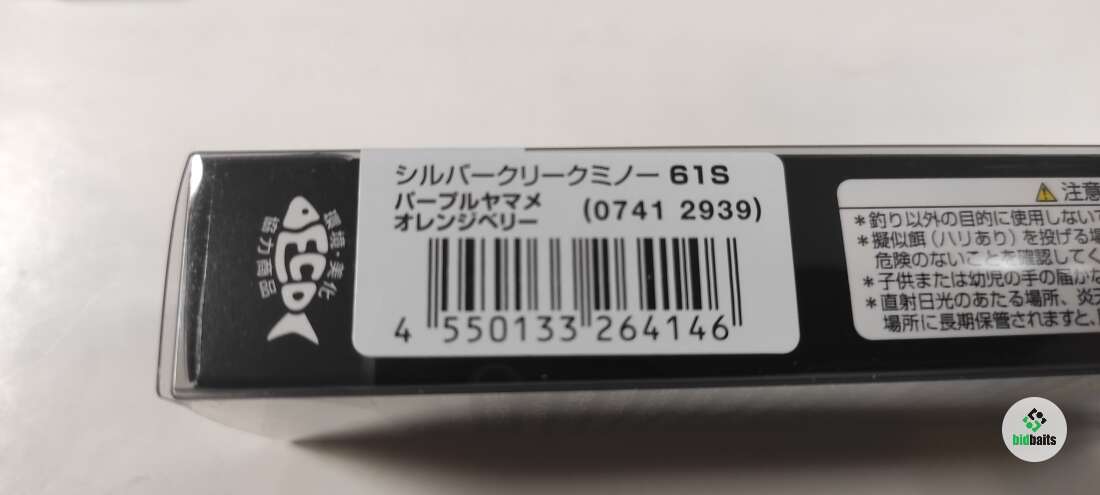 シルバークリークミノー 61S
パープルヤマメ
オレンジベリー (0741 2939)
4 550133 264146
環境・美化
ECO
協力商品
注意
*釣り以外の目的に使用しないで
*擬似餌(ハリあり)を投げる場
危険のないことを確認してく
*子供または幼児の手の届かな
*直射日光のあたる場所、炎天
場所に長期保管されますと、
bidbaits